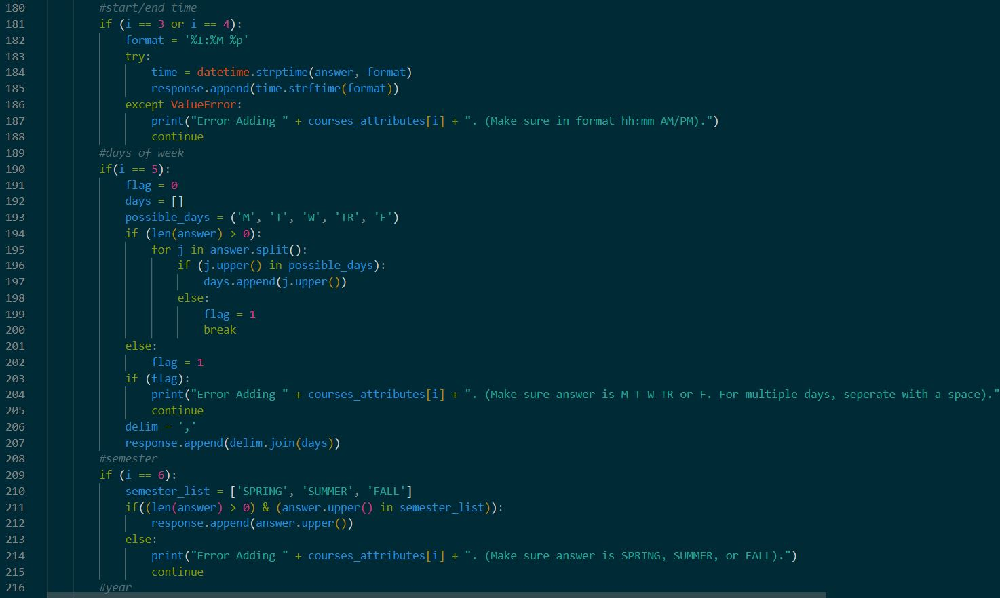 180 #start/end time
181 if (i == 3 or i == 4):
182 format = '%I:%M %p'
183 try:
184 time = datetime.strptime(answer, format)
185 response.append(time.strftime(format))
186 except ValueError:
187 print("Error Adding " + courses_attributes[i] + ". (Make sure in format hh:mm AM/PM).")
188 continue
189 #days of week
190 if(i == 5):
191 flag = 0
192 days = []
193 possible_days = ('M', 'T', 'W', 'TR', 'F')
194 if (len(answer) > 0):
195 for j in answer.split():
196 if (j.upper() in possible_days):
197 days.append(j.upper())
198 else:
199 flag = 1
200 break
201 else:
202 flag = 1
203 if (flag):
204 print("Error Adding " + courses_attributes[i] + ". (Make sure answer is M T W TR or F. For multiple days, seperate with a space)."
205 continue
206 delim = ','
207 response.append(delim.join(days))
208 #semester
209 if (i == 6):
210 semester_list = ['SPRING', 'SUMMER', 'FALL']
211 if((len(answer) > 0) & (answer.upper() in semester_list)):
212 response.append(answer.upper())
213 else:
214 print("Error Adding " + courses_attributes[i] + ". (Make sure answer is SPRING, SUMMER, or FALL).")
215 continue
216 #year